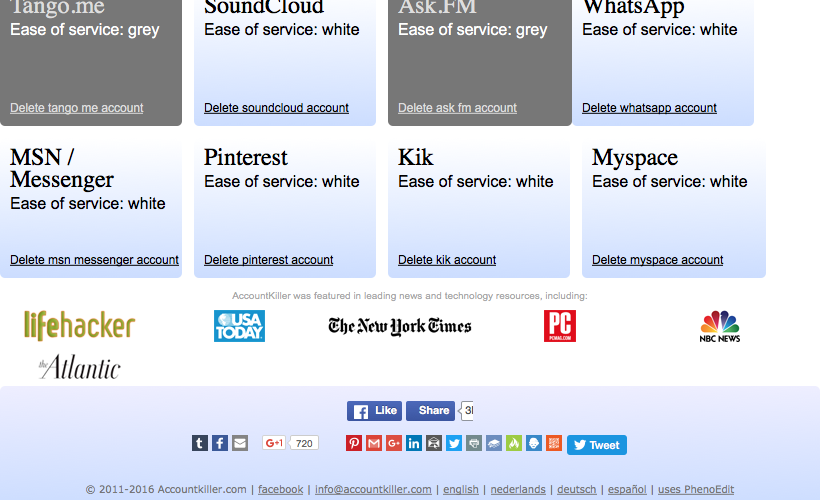 Tango.me
Ease of service: grey
Delete tango me account
SoundCloud
Ease of service: white
Delete soundcloud account
Ask.FM
Ease of service: grey
Delete ask fm account
WhatsApp
Ease of service: white
Delete whatsapp account
MSN /
Messenger
Ease of service: white
Delete msn messenger account
Pinterest
Ease of service: white
Delete pinterest account
Kik
Ease of service: white
Delete kik account
Myspace
Ease of service: white
Delete myspace account
AccountKiller was featured in leading news and technology resources, including:
lifehacker
USA
TODAY
The New York Times
PC
PCMAG.COM
NBC NEWS
the Atlantic
Like
Share
G+1
720
Tweet
© 2011-2016 Accountkiller.com | facebook | info@accountkiller.com | english | nederlands | deutsch | español | uses PhenoEdit